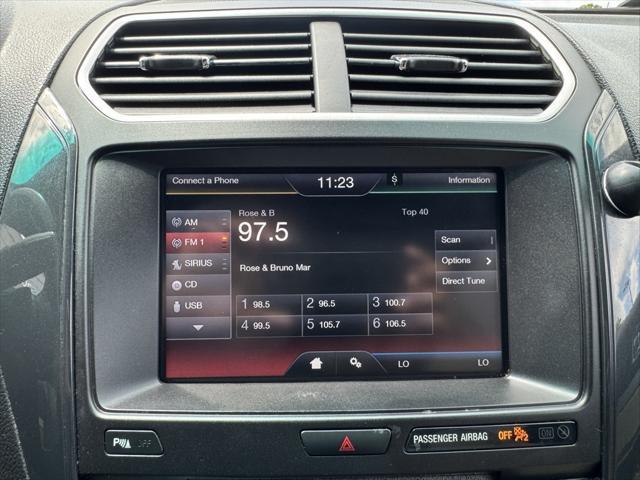 Connect a Phone 11:23 $ Information
Rose & B Top 40
97.5
AM
FM 1
SIRIUS
CD
USB
Rose & Bruno Mar
Scan
Options
Direct Tune
1 98.5 2 96.5 3 100.7
4 99.5 5 105.7 6 106.5
LO LO
P OFF
PASSENGER AIRBAG OFF 2 ON